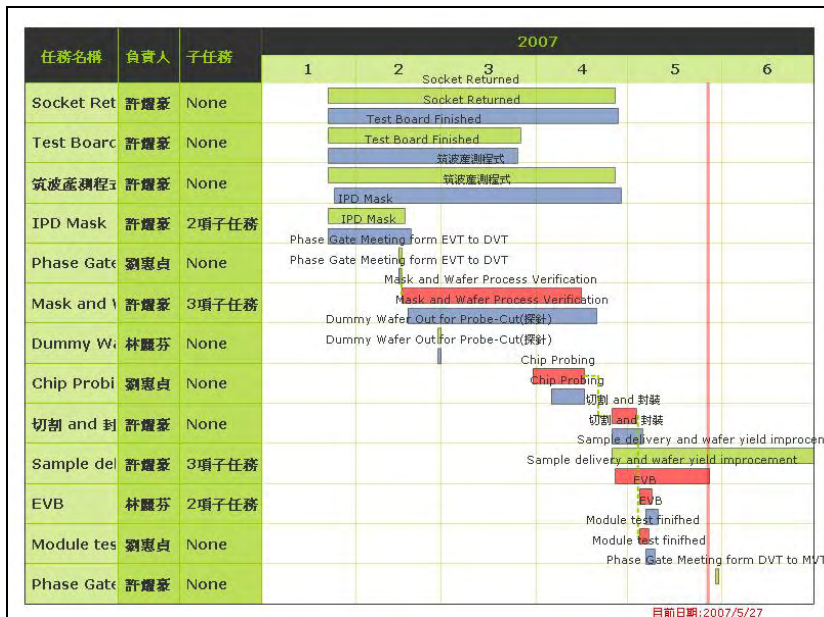 2007
任務名稱 負責人 子任務
1 2 3 4 5 6
Socket Returned
Socket Ret 許耀豪 None
Socket Returned
Test Board Finished
Test Board 許耀豪 None
Test Board Finished
筑波產測程式
筑波產測程式 許耀豪 None
筑波產測程式
IPD Mask
IPD Mask 許耀豪 2項子任務
IPD Mask
Phase Gate Meeting form EVT to DVT
Phase Gate 劉惠貞 None
Phase Gate Meeting form EVT to DVT
Mask and Wafer Process Verification
Mask and 許耀豪 3項子任務
Mask and Wafer Process Verification
Dummy Wafer Out for Probe-Cut(探針)
Dummy Wa 林麗芬 None
Dummy Wafer Out for Probe-Cut(探針)
Chip Probing
Chip Probi 劉惠貞 None
Chip Probing
切割 and 封裝
切割 and 封 許耀豪 None
切割 and 封裝
Sample delivery and wafer yield improcemen
Sample del 許耀豪 3項子任務
Sample delivery and wafer yield improcement
EVB
EVB 林麗芬 2項子任務
EVB
Module test finifhed
Module tes 劉惠貞 None
Module test finifhed
Phase Gate Meeting form DVT to MVT
Phase Gate 許耀豪 None
目前日期:2007/5/27